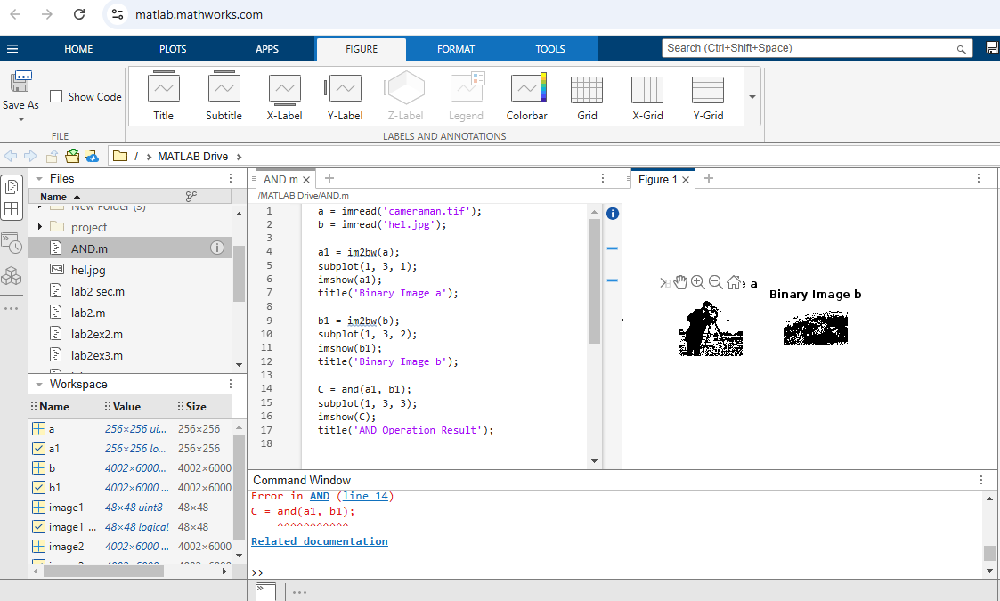 matlab.mathworks.com
HOME PLOTS APPS FIGURE FORMAT TOOLS Search (Ctrl+Shift+Space)
Save As Show Code Title Subtitle X-Label Y-Label Z-Label Legend Colorbar Grid X-Grid Y-Grid
FILE LABELS AND ANNOTATIONS
/ MATLAB Drive
Files
Name
New Folder (3)
project
AND.m
hel.jpg
lab2 sec.m
lab2.m
lab2ex2.m
lab2ex3.m
Workspace
Name Value Size
a 256×256 ui... 256×256
a1 256×256 lo... 256×256
b 4002×6000... 4002×6000
b1 4002×6000 ... 4002×6000
image1 48×48 uint8 48×48
image1_... 48×48 logical 48×48
image2 4002×6000 ... 4002×6000
AND.m
/MATLAB Drive/AND.m
1 a = imread('cameraman.tif');
2 b = imread('hel.jpg');
3
4 a1 = im2bw(a);
5 subplot(1, 3, 1);
6 imshow(a1);
7 title('Binary Image a');
8
9 b1 = im2bw(b);
10 subplot(1, 3, 2);
11 imshow(b1);
12 title('Binary Image b');
13
14 C = and(a1, b1);
15 subplot(1, 3, 3);
16 imshow(C);
17 title('AND Operation Result');
18
Figure 1
a
Binary Image b
Command Window
Error in AND (line 14)
C = and(a1, b1);
^^^^^^^^^^^
Related documentation
>>